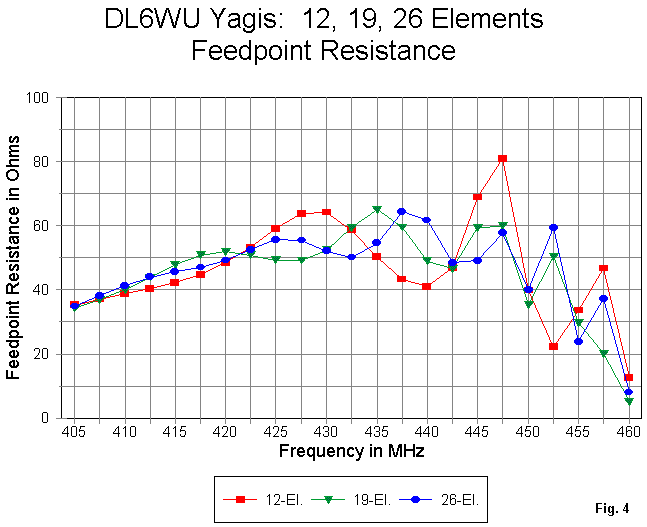 DL6WU Yagis: 12, 19, 26 Elements
Feedpoint Resistance
Feedpoint Resistance in Ohms
100
80
60
40
20
0
405 410 415 420 425 430 435 440 445 450 455 460
Frequency in MHz
12-El. 19-El. 26-El.
Fig. 4